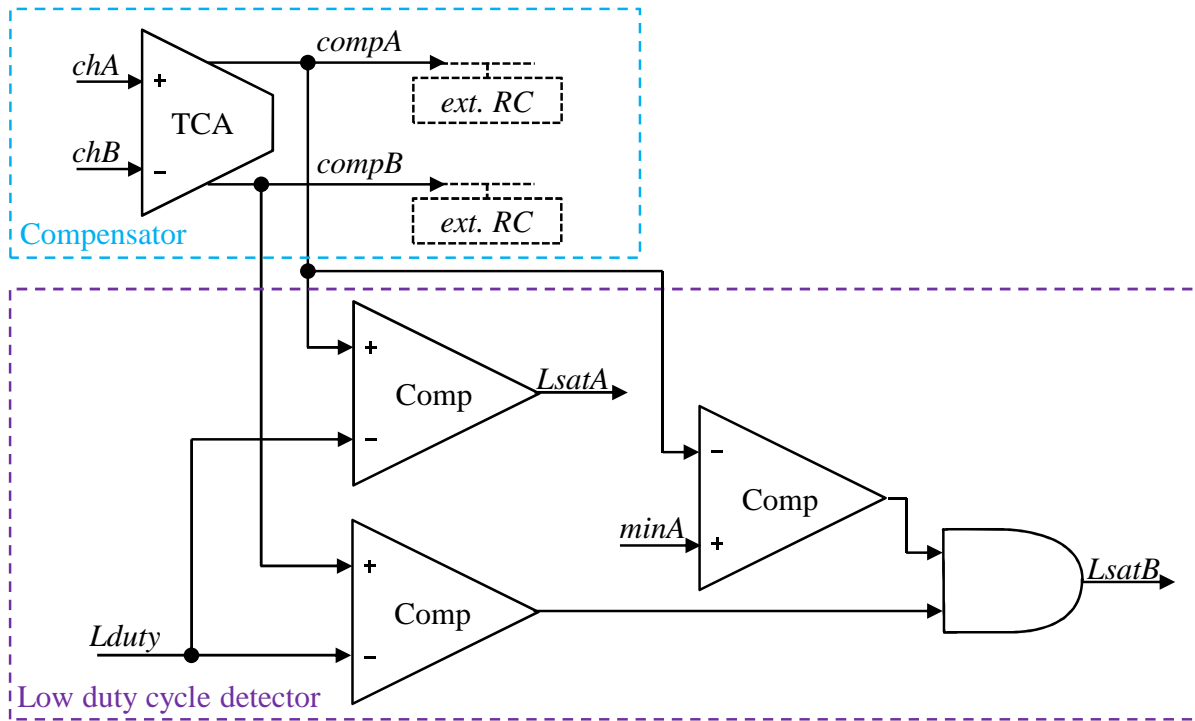 compA
chA
+
TCA
ext. RC
chB
−
compB
ext. RC
Compensator
+
Comp
LsatA
−
−
Comp
minA
+
+
Comp
LsatB
Lduty
−
Low duty cycle detector